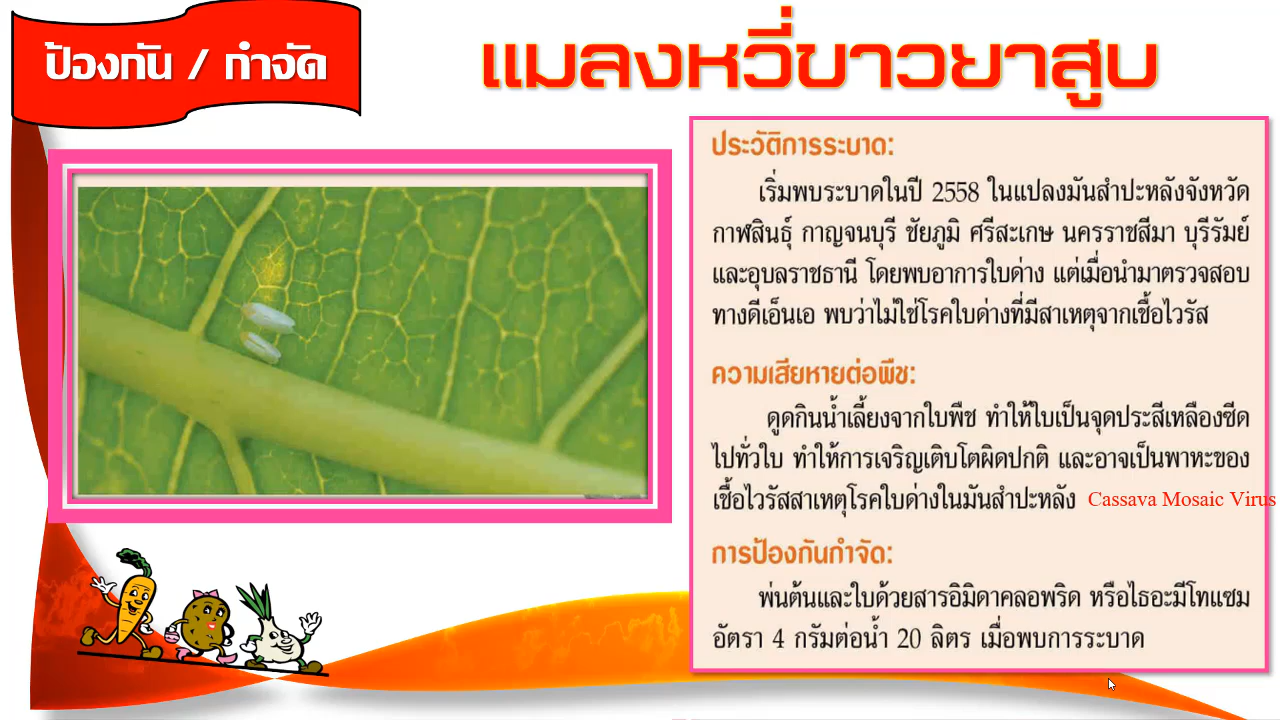 ป้องกัน / กำจัด
แมลงหวี่ขาวยาสูบ
ประวัติการระบาด:
เริ่มพบระบาดในปี 2558 ในแปลงมันสำปะหลังจังหวัด
กาฬสินธุ์ กาญจนบุรี ชัยภูมิ ศรีสะเกษ นครราชสีมา บุรีรัมย์
และอุบลราชธานี โดยพบอาการใบด่าง แต่เมื่อนำมาตรวจสอบ
ทางดีเอ็นเอ พบว่าไม่ใช่โรคใบด่างที่มีสาเหตุจากเชื้อไวรัส
ความเสียหายต่อพืช:
ดูดกินน้ำเลี้ยงจากใบพืช ทำให้ใบเป็นจุดประสีเหลืองซีด
ไปทั่วใบ ทำให้การเจริญเติบโตผิดปกติ และอาจเป็นพาหะของ
เชื้อไวรัสสาเหตุโรคใบด่างในมันสำปะหลัง Cassava Mosaic Virus
การป้องกันกำจัด:
พ่นต้นและใบด้วยสารอิมิดาคลอพริด หรือไธอะมีโทแซม
อัตรา 4 กรัมต่อน้ำ 20 ลิตร เมื่อพบการระบาด